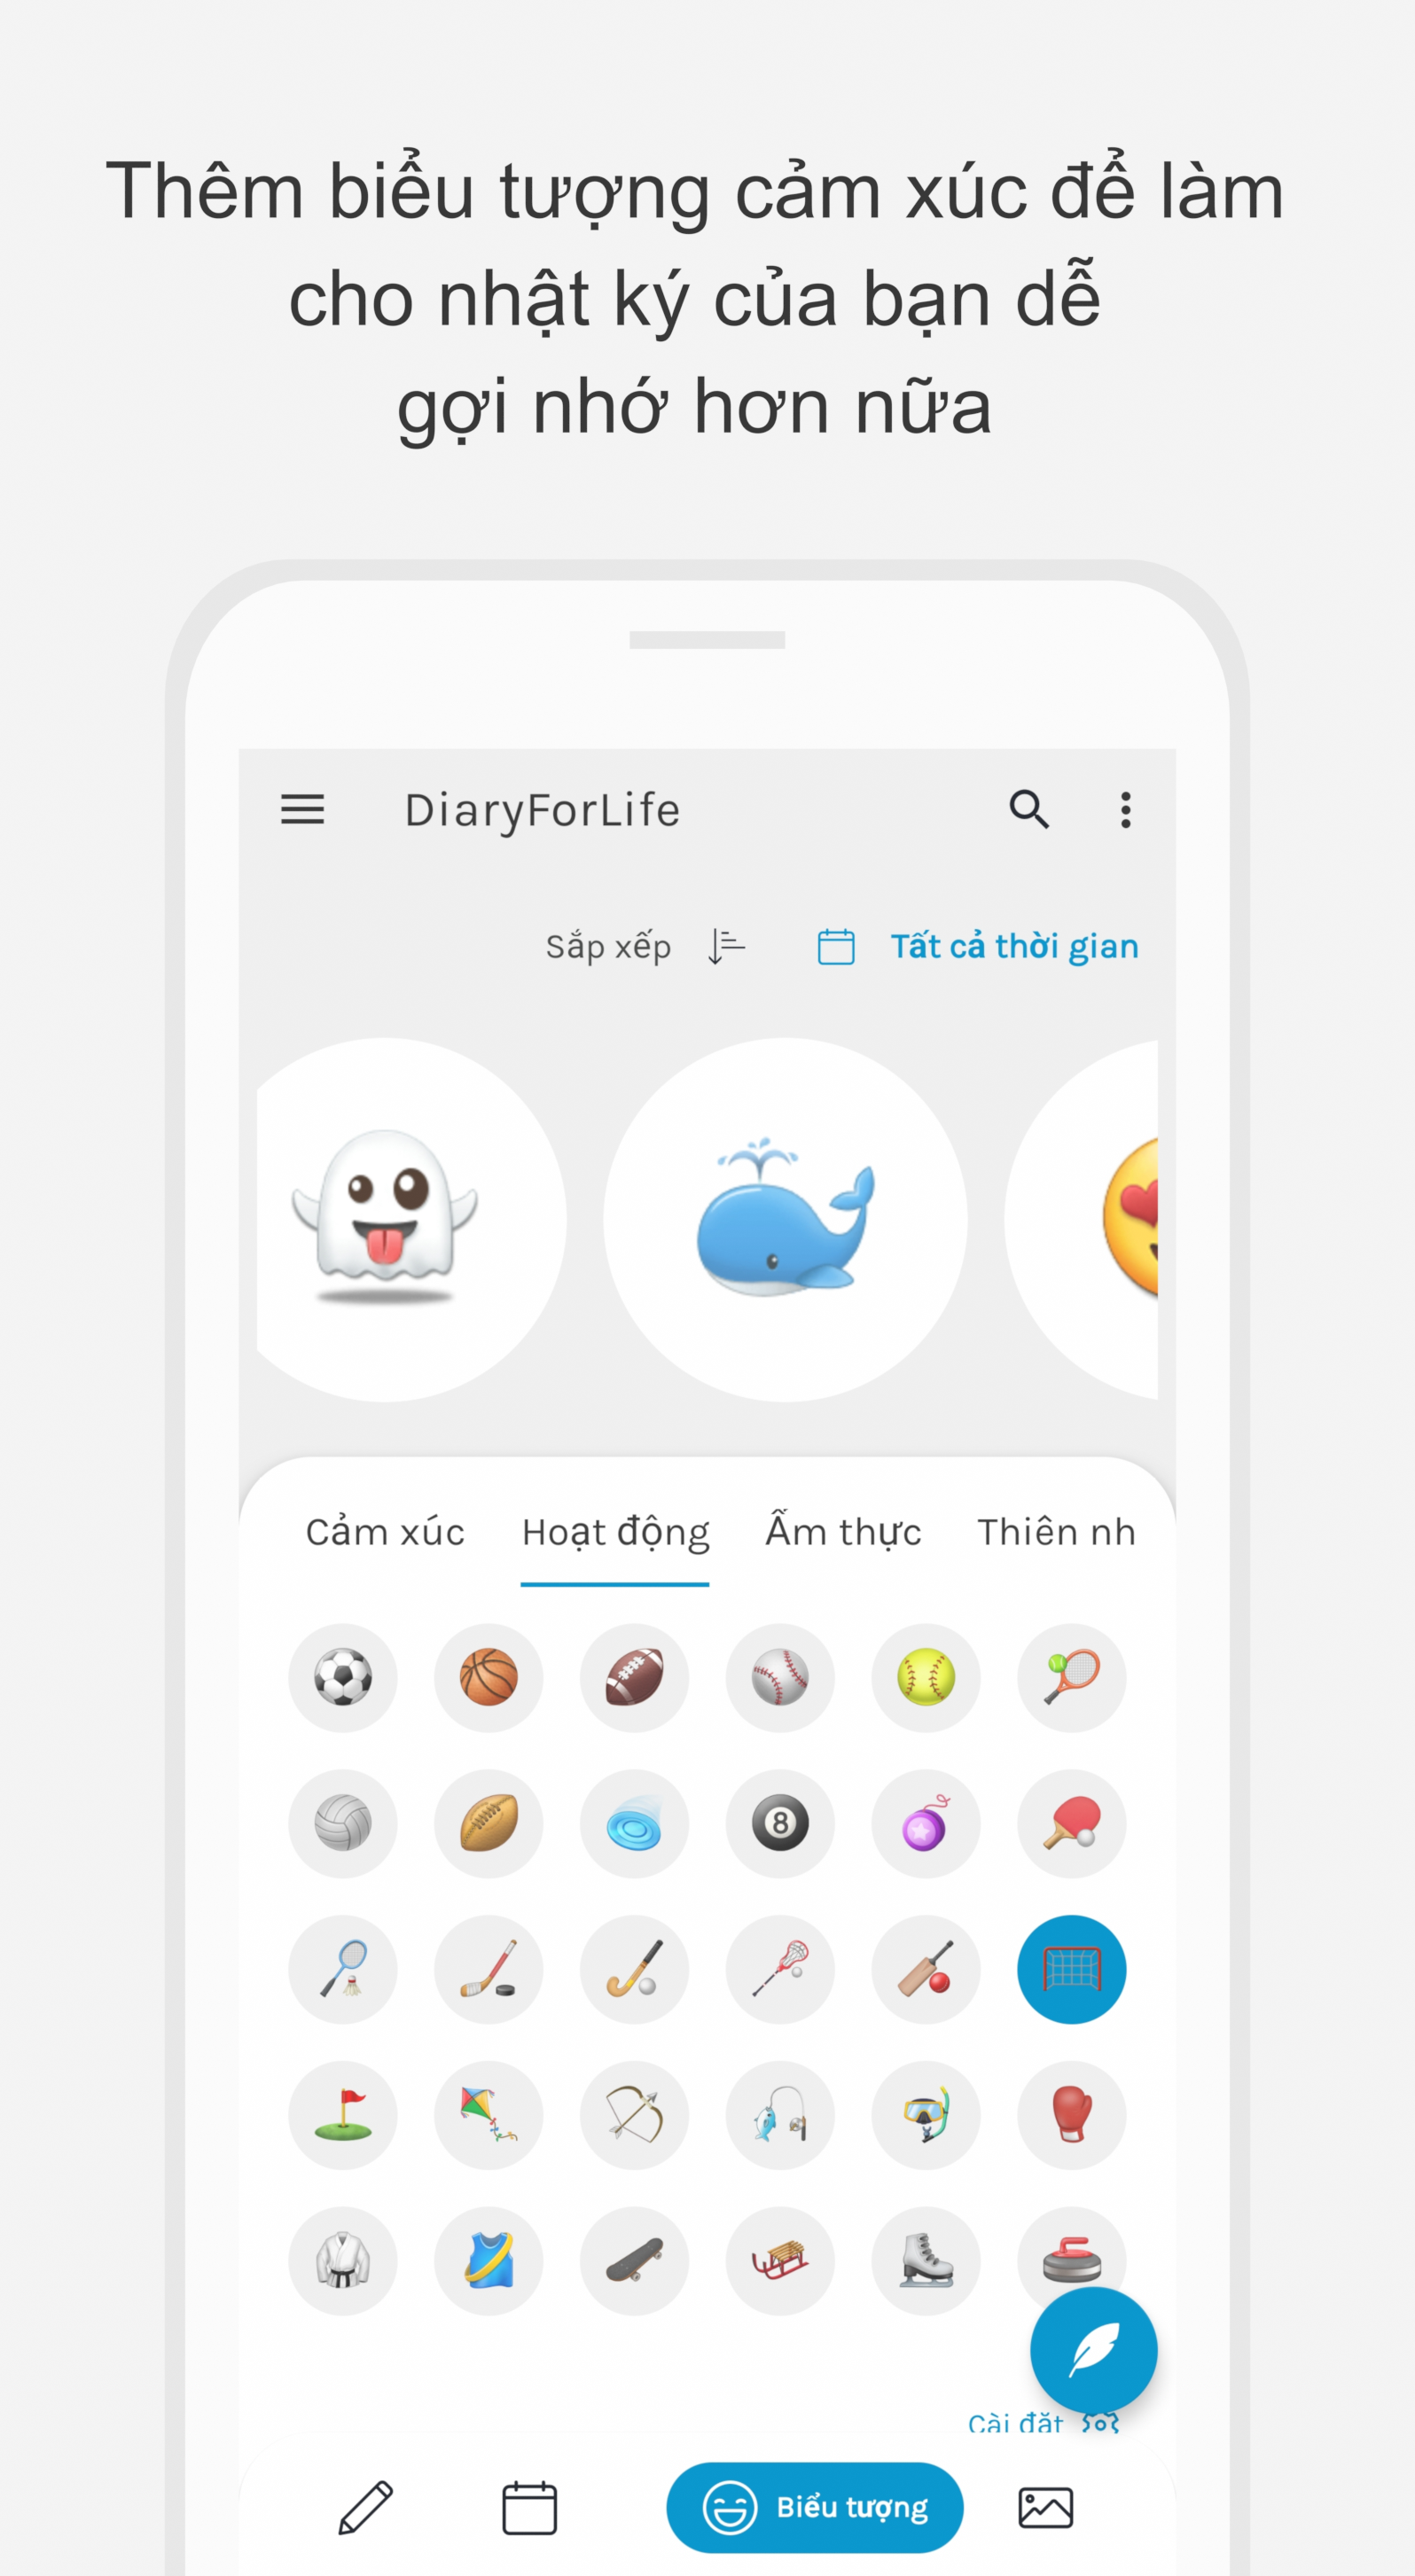 Thêm biểu tượng cảm xúc để làm
cho nhật ký của bạn dễ
gợi nhớ hơn nữa
DiaryForLife
Sắp xếp Tất cả thời gian
Cảm xúc Hoạt động Ẩm thực Thiên nh
8
Cài đặt
Biểu tượng